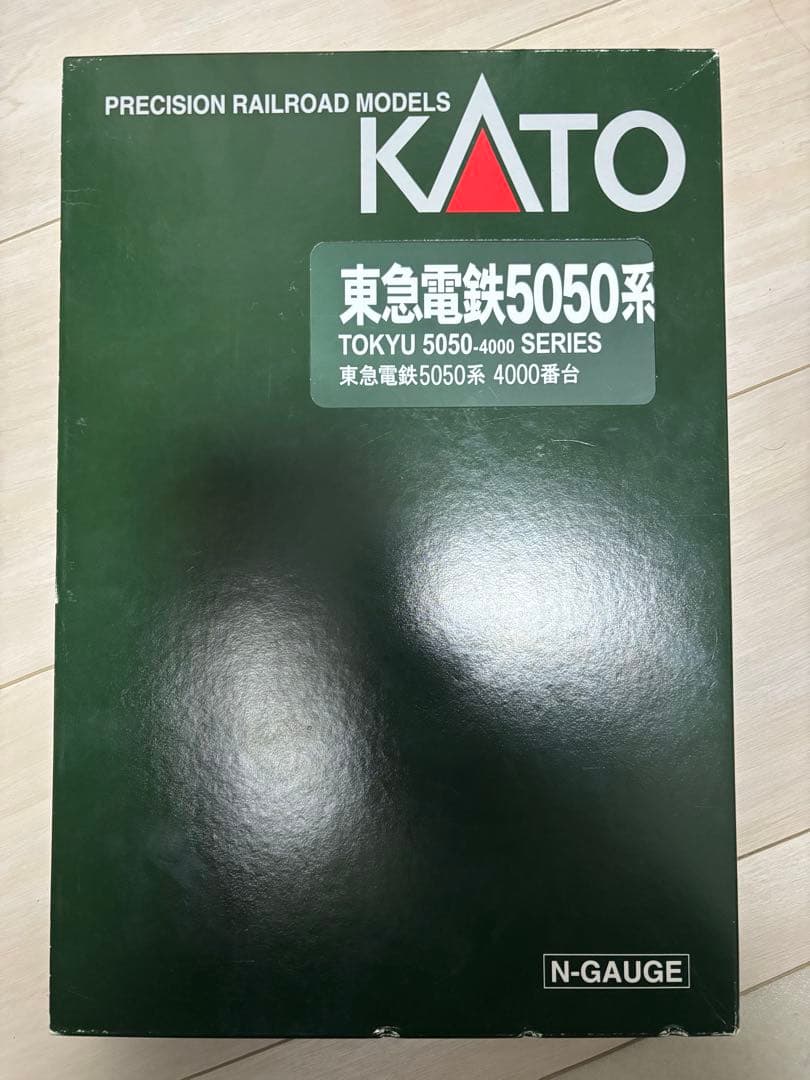 PRECISION RAILROAD MODELS
KATO
東急電鉄5050系
TOKYU 5050-4000 SERIES
東急電鉄5050系 4000番台
N-GAUGE